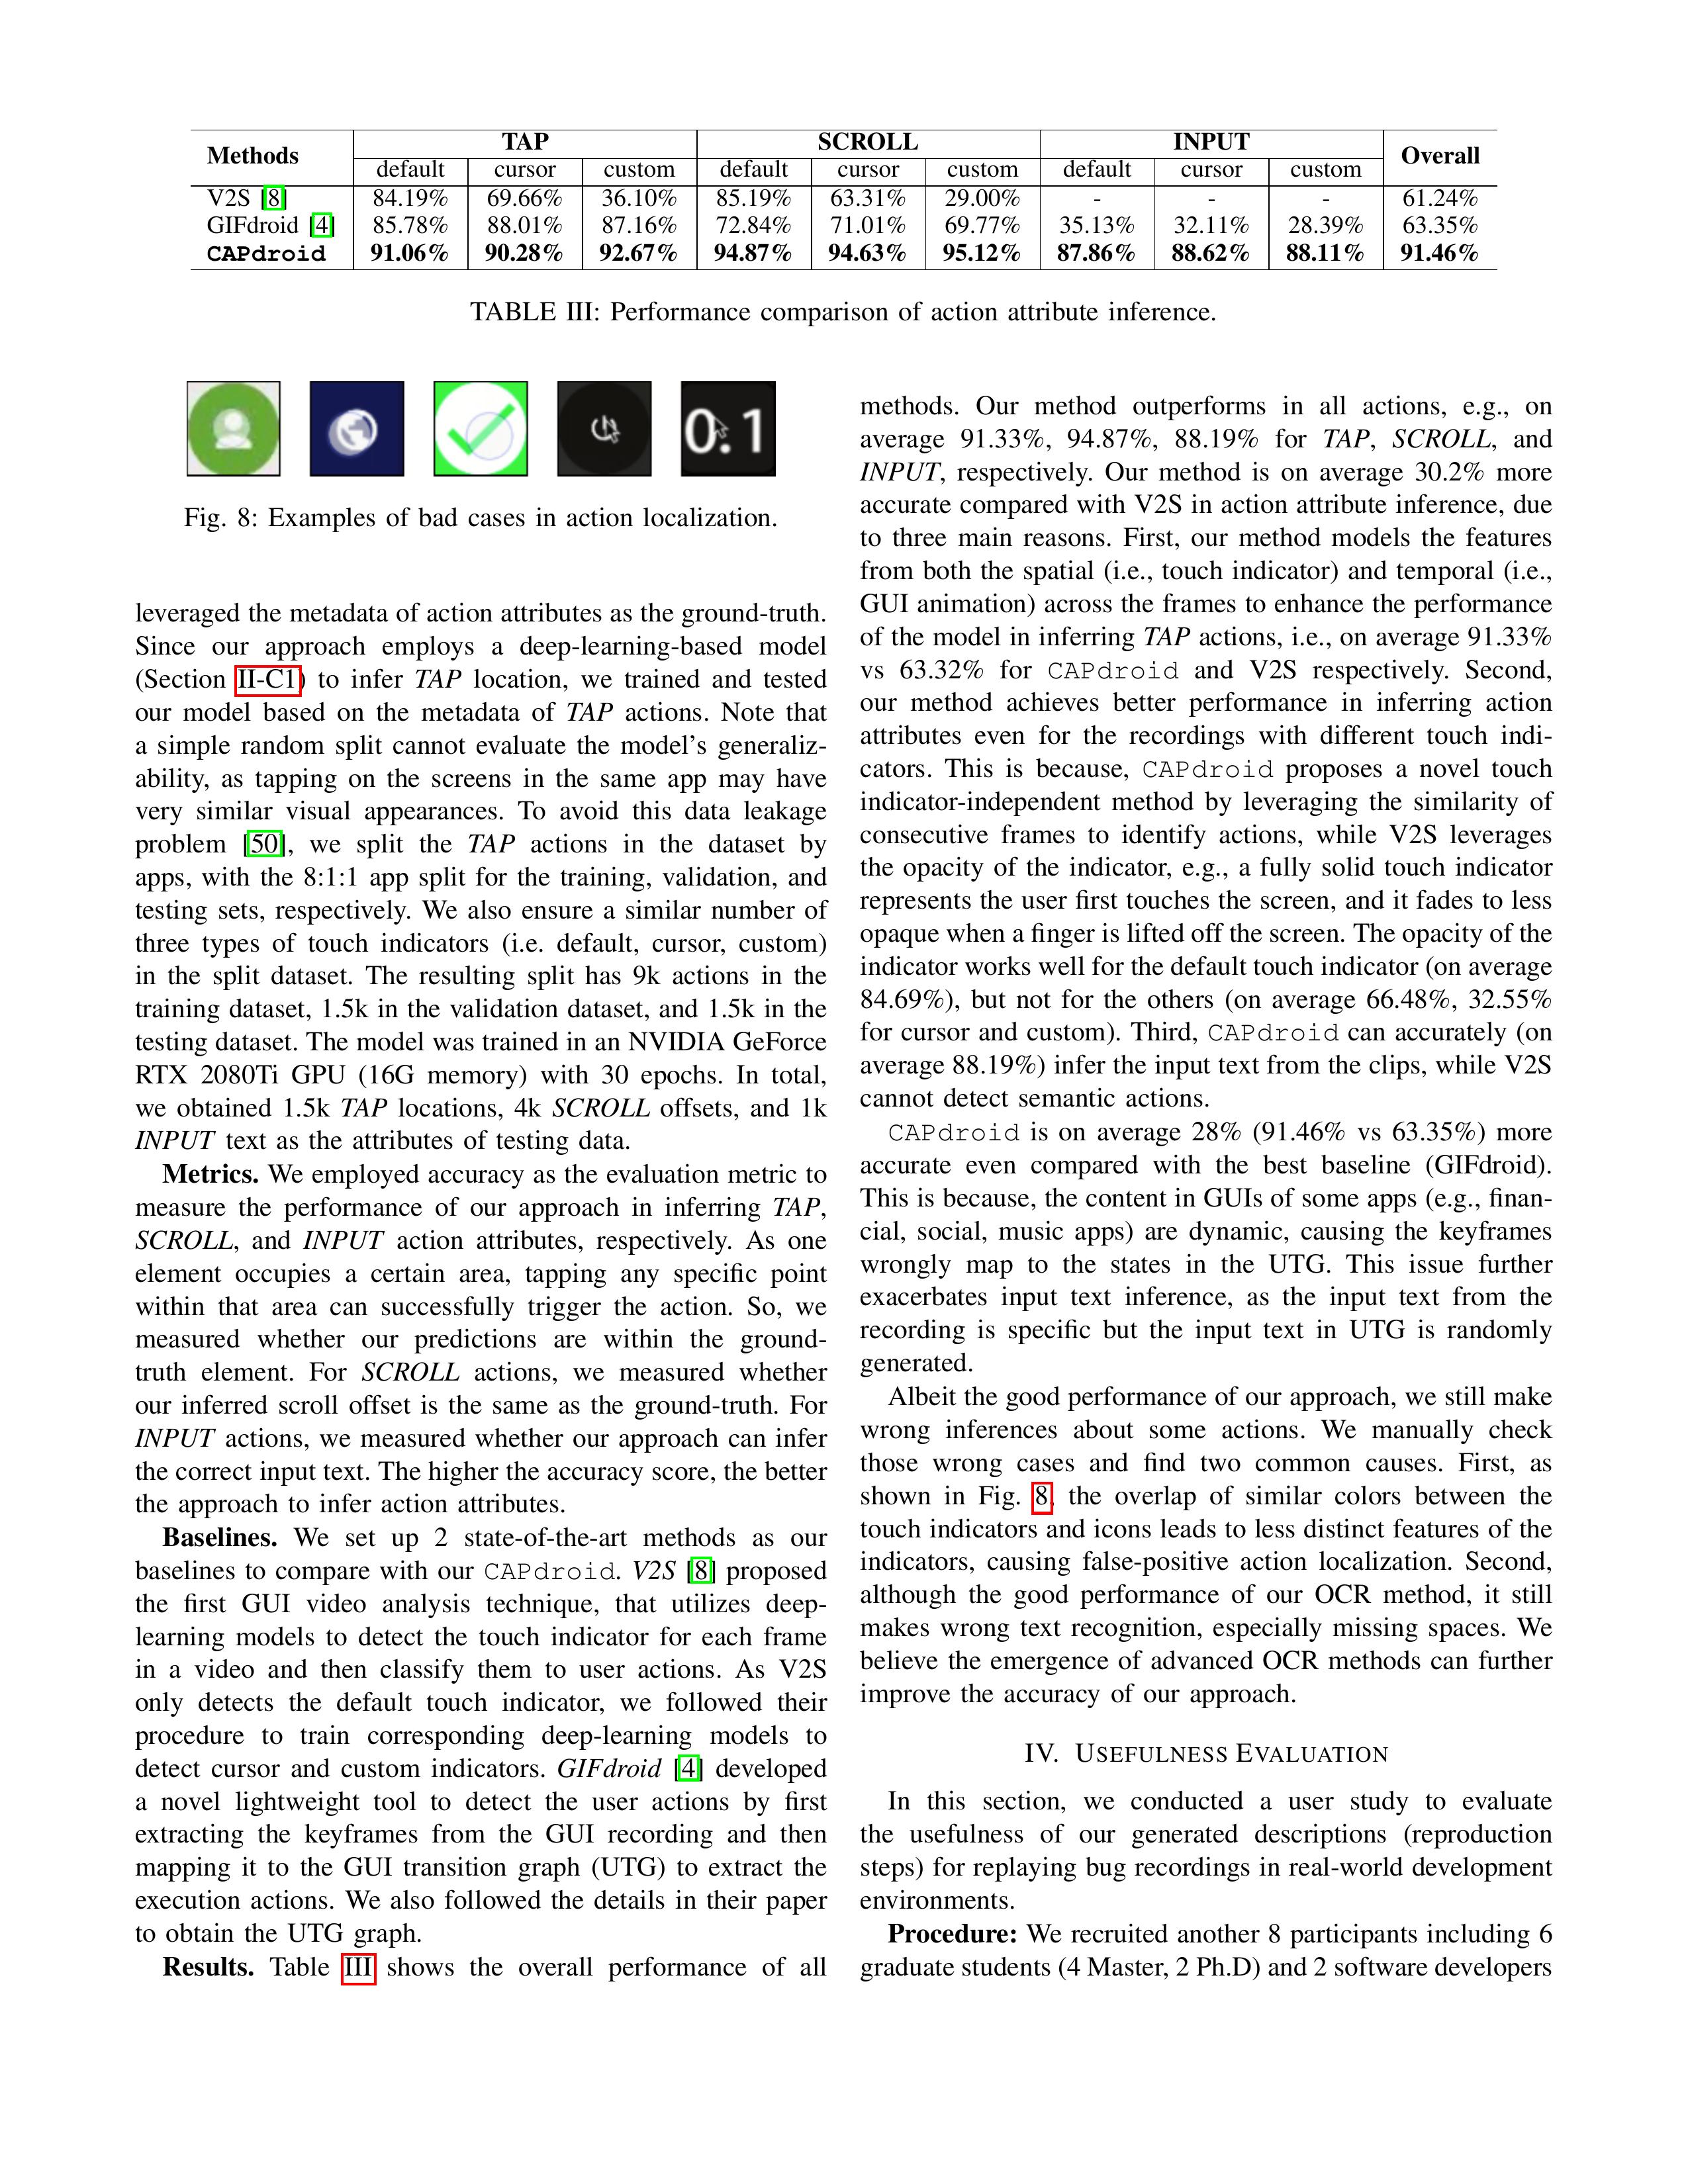 Methods TAP SCROLL INPUT Overall
default cursor custom default cursor custom default cursor custom
V2S [8] 84.19% 69.66% 36.10% 85.19% 63.31% 29.00% - - - 61.24%
GIFdroid [4] 85.78% 88.01% 87.16% 72.84% 71.01% 69.77% 35.13% 32.11% 28.39% 63.35%
CAPdroid 91.06% 90.28% 92.67% 94.87% 94.63% 95.12% 87.86% 88.62% 88.11% 91.46%
TABLE III: Performance comparison of action attribute inference.
0.1
Fig. 8: Examples of bad cases in action localization.
leveraged the metadata of action attributes as the ground-truth.
Since our approach employs a deep-learning-based model
(Section II-C1) to infer TAP location, we trained and tested
our model based on the metadata of TAP actions. Note that
a simple random split cannot evaluate the model's generaliz-
ability, as tapping on the screens in the same app may have
very similar visual appearances. To avoid this data leakage
problem [50], we split the TAP actions in the dataset by
apps, with the 8:1:1 app split for the training, validation, and
testing sets, respectively. We also ensure a similar number of
three types of touch indicators (i.e. default, cursor, custom)
in the split dataset. The resulting split has 9k actions in the
training dataset, 1.5k in the validation dataset, and 1.5k in the
testing dataset. The model was trained in an NVIDIA GeForce
RTX 2080Ti GPU (16G memory) with 30 epochs. In total,
we obtained 1.5k TAP locations, 4k SCROLL offsets, and 1k
INPUT text as the attributes of testing data.
Metrics. We employed accuracy as the evaluation metric to
measure the performance of our approach in inferring TAP,
SCROLL, and INPUT action attributes, respectively. As one
element occupies a certain area, tapping any specific point
within that area can successfully trigger the action. So, we
measured whether our predictions are within the ground-
truth element. For SCROLL actions, we measured whether
our inferred scroll offset is the same as the ground-truth. For
INPUT actions, we measured whether our approach can infer
the correct input text. The higher the accuracy score, the better
the approach to infer action attributes.
Baselines. We set up 2 state-of-the-art methods as our
baselines to compare with our CAPdroid. V2S [8] proposed
the first GUI video analysis technique, that utilizes deep-
learning models to detect the touch indicator for each frame
in a video and then classify them to user actions. As V2S
only detects the default touch indicator, we followed their
procedure to train corresponding deep-learning models to
detect cursor and custom indicators. GIFdroid [4] developed
a novel lightweight tool to detect the user actions by first
extracting the keyframes from the GUI recording and then
mapping it to the GUI transition graph (UTG) to extract the
execution actions. We also followed the details in their paper
to obtain the UTG graph.
Results. Table III shows the overall performance of all
methods. Our method outperforms in all actions, e.g., on
average 91.33%, 94.87%, 88.19% for TAP, SCROLL, and
INPUT, respectively. Our method is on average 30.2% more
accurate compared with V2S in action attribute inference, due
to three main reasons. First, our method models the features
from both the spatial (i.e., touch indicator) and temporal (i.e.,
GUI animation) across the frames to enhance the performance
of the model in inferring TAP actions, i.e., on average 91.33%
vs 63.32% for CAPdroid and V2S respectively. Second,
our method achieves better performance in inferring action
attributes even for the recordings with different touch indi-
cators. This is because, CAPdroid proposes a novel touch
indicator-independent method by leveraging the similarity of
consecutive frames to identify actions, while V2S leverages
the opacity of the indicator, e.g., a fully solid touch indicator
represents the user first touches the screen, and it fades to less
opaque when a finger is lifted off the screen. The opacity of the
indicator works well for the default touch indicator (on average
84.69%), but not for the others (on average 66.48%, 32.55%
for cursor and custom). Third, CAPdroid can accurately (on
average 88.19%) infer the input text from the clips, while V2S
cannot detect semantic actions.
CAPdroid is on average 28% (91.46% vs 63.35%) more
accurate even compared with the best baseline (GIFdroid).
This is because, the content in GUIs of some apps (e.g., finan-
cial, social, music apps) are dynamic, causing the keyframes
wrongly map to the states in the UTG. This issue further
exacerbates input text inference, as the input text from the
recording is specific but the input text in UTG is randomly
generated.
Albeit the good performance of our approach, we still make
wrong inferences about some actions. We manually check
those wrong cases and find two common causes. First, as
shown in Fig. 8, the overlap of similar colors between the
touch indicators and icons leads to less distinct features of the
indicators, causing false-positive action localization. Second,
although the good performance of our OCR method, it still
makes wrong text recognition, especially missing spaces. We
believe the emergence of advanced OCR methods can further
improve the accuracy of our approach.
IV. USEFULNESS EVALUATION
In this section, we conducted a user study to evaluate
the usefulness of our generated descriptions (reproduction
steps) for replaying bug recordings in real-world development
environments.
Procedure: We recruited another 8 participants including 6
graduate students (4 Master, 2 Ph.D) and 2 software developers